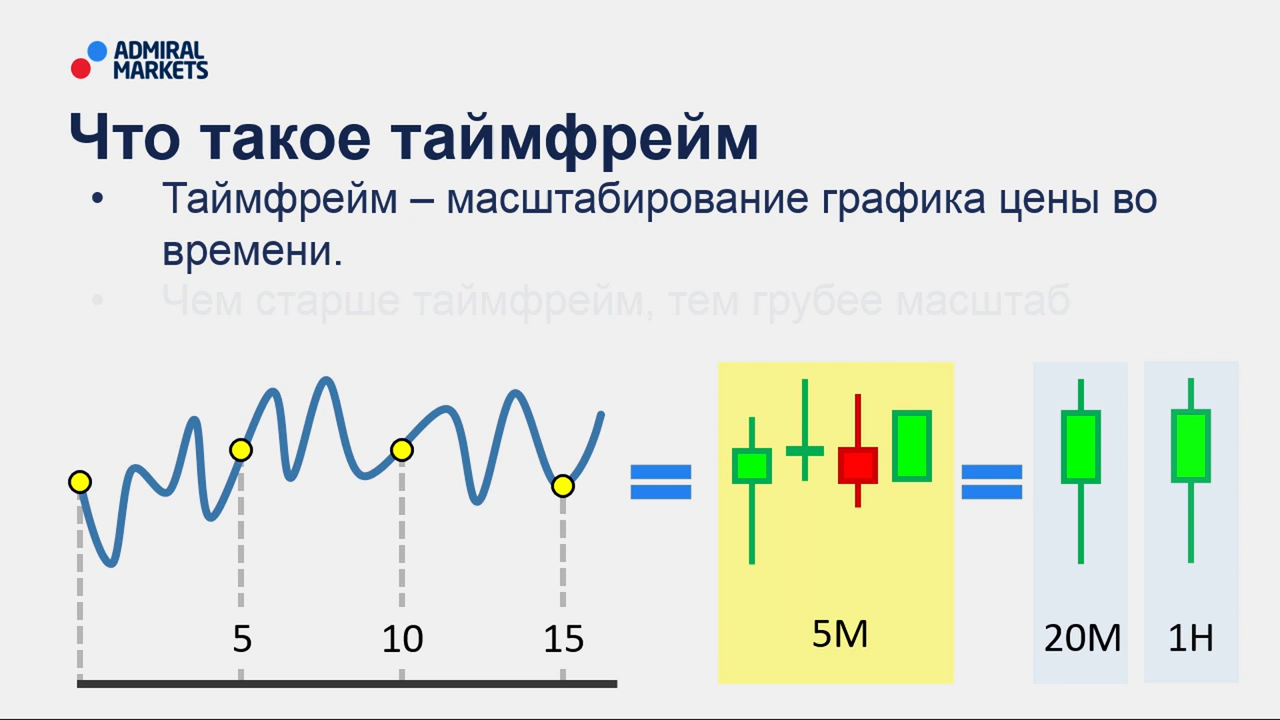 ADMIRAL
MARKETS
Что такое таймфрейм
• Таймфрейм – масштабирование графика цены во
времени.
• Чем старше таймфрейм, тем грубее масштаб
5 10 15
5M
20M 1H